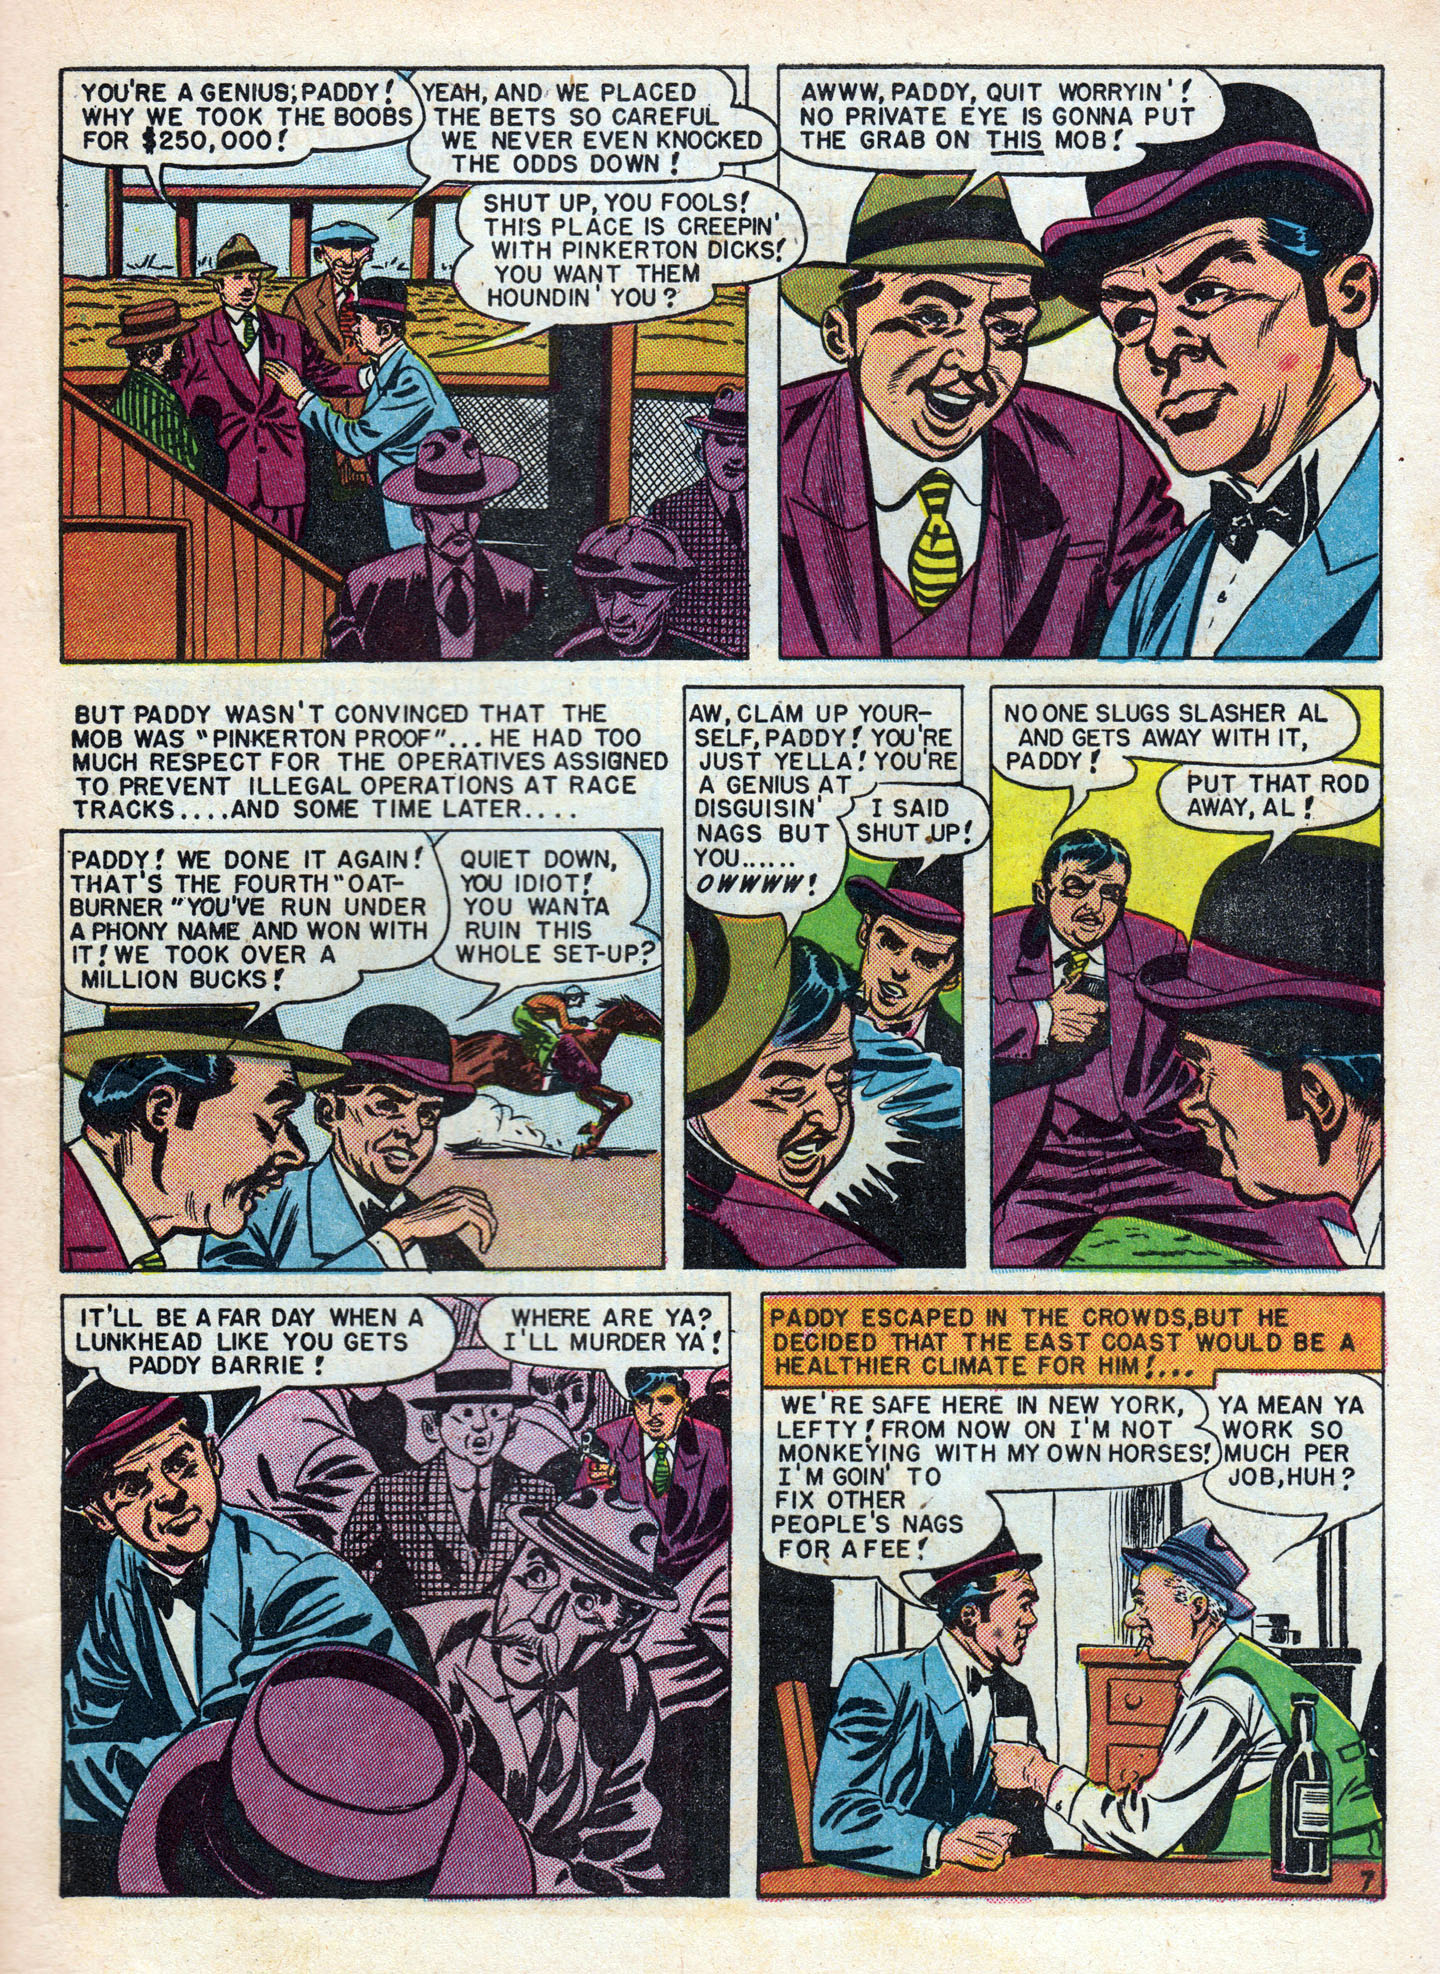 YOU'RE A GENIUS, PADDY!
WHY WE TOOK THE BOOBS
FOR $250,000!
YEAH, AND WE PLACED
THE BETS SO CAREFUL
WE NEVER EVEN KNOCKED
THE ODDS DOWN!
SHUT UP, YOU FOOLS!
THIS PLACE IS CREEPIN'
WITH PINKERTON DICKS!
YOU WANT THEM
HOUNDIN' YOU?
AWWW, PADDY, QUIT WORRYIN'!
NO PRIVATE EYE IS GONNA PUT
THE GRAB ON THIS MOB!
BUT PADDY WASN'T CONVINCED THAT THE
MOB WAS "PINKERTON PROOF"... HE HAD TOO
MUCH RESPECT FOR THE OPERATIVES ASSIGNED
TO PREVENT ILLEGAL OPERATIONS AT RACE
TRACKS....AND SOME TIME LATER....
PADDY! WE DONE IT AGAIN!
THAT'S THE FOURTH "OAT-
BURNER "YOU'VE RUN UNDER
A PHONY NAME AND WON WITH
IT! WE TOOK OVER A
MILLION BUCKS!
QUIET DOWN,
YOU IDIOT!
YOU WANTA
RUIN THIS
WHOLE SET-UP?
AW, CLAM UP YOUR-
SELF, PADDY! YOU'RE
JUST YELLA! YOU'RE
A GENIUS AT
DISGUISIN'
NAGS BUT
YOU......
OWWWW!
I SAID
SHUT UP!
NO ONE SLUGS SLASHER AL
AND GETS AWAY WITH IT,
PADDY!
PUT THAT ROD
AWAY, AL!
IT'LL BE A FAR DAY WHEN A
LUNKHEAD LIKE YOU GETS
PADDY BARRIE!
WHERE ARE YA?
I'LL MURDER YA!
PADDY ESCAPED IN THE CROWDS, BUT HE
DECIDED THAT THE EAST COAST WOULD BE A
HEALTHIER CLIMATE FOR HIM!...
WE'RE SAFE HERE IN NEW YORK,
LEFTY! FROM NOW ON I'M NOT
MONKEYING WITH MY OWN HORSES!
I'M GOIN' TO
FIX OTHER
PEOPLE'S NAGS
FOR A FEE!
YA MEAN YA
WORK SO
MUCH PER
JOB, HUH?
7